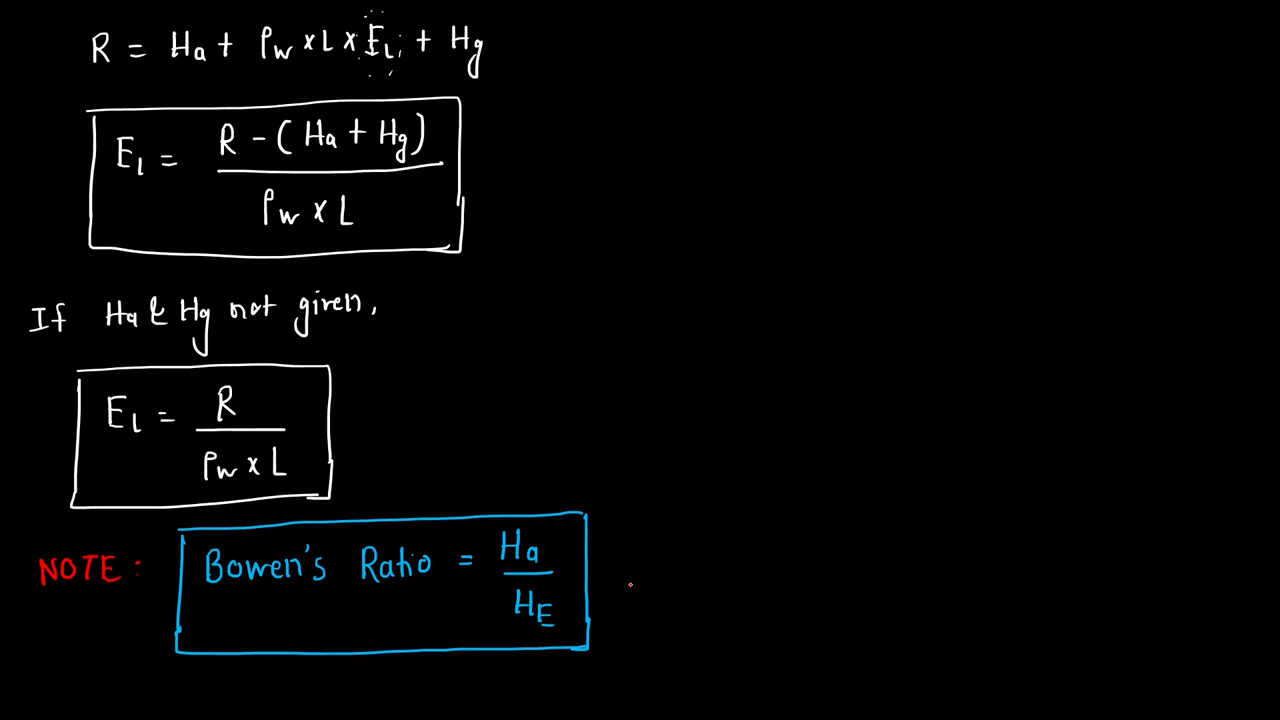 R = Ha + ρw × L × EL + Hg
EL = R - (Ha + Hg)
ρw × L
If Ha & Hg not given,
EL = R
ρw × L
NOTE: Bowen's Ratio = Ha
HE